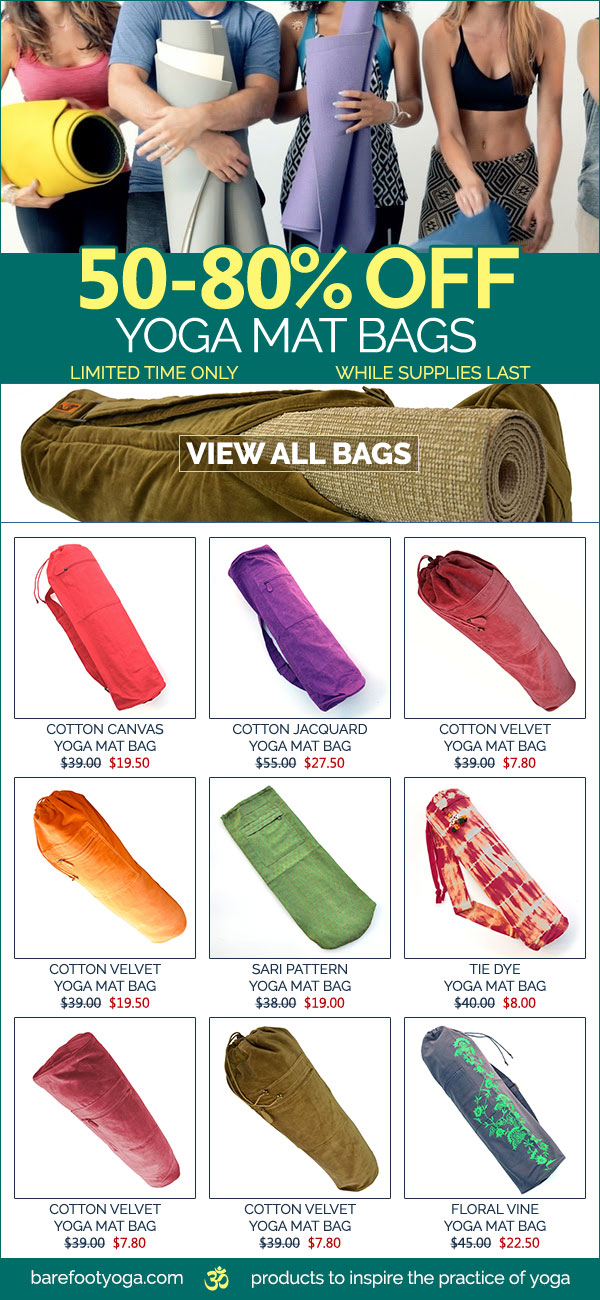 50-80% OFF
YOGA MAT BAGS
LIMITED TIME ONLY WHILE SUPPLIES LAST
VIEW ALL BAGS
COTTON CANVAS
YOGA MAT BAG
$39.00 $19.50
COTTON JACQUARD
YOGA MAT BAG
$55.00 $27.50
COTTON VELVET
YOGA MAT BAG
$39.00 $7.80
COTTON VELVET
YOGA MAT BAG
$39.00 $19.50
SARI PATTERN
YOGA MAT BAG
$38.00 $19.00
TIE DYE
YOGA MAT BAG
$40.00 $8.00
COTTON VELVET
YOGA MAT BAG
$39.00 $7.80
COTTON VELVET
YOGA MAT BAG
$39.00 $7.80
FLORAL VINE
YOGA MAT BAG
$45.00 $22.50
barefootyoga.com ॐ products to inspire the practice of yoga